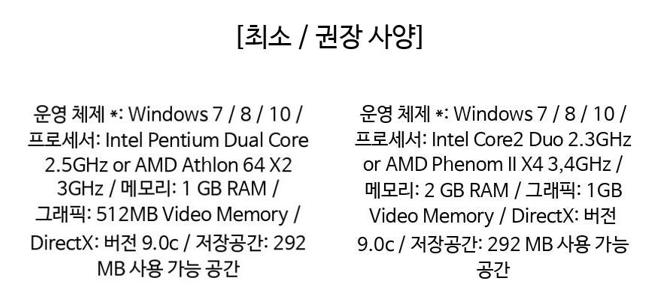 [최소 / 권장 사양]
운영 체제 *: Windows 7 / 8 / 10 /
프로세서: Intel Pentium Dual Core
2.5GHz or AMD Athlon 64 X2
3GHz / 메모리: 1 GB RAM /
그래픽: 512MB Video Memory /
DirectX: 버전 9.0c / 저장공간: 292
MB 사용 가능 공간
운영 체제 *: Windows 7 / 8 / 10 /
프로세서: Intel Core2 Duo 2.3GHz
or AMD Phenom II X4 3,4GHz /
메모리: 2 GB RAM / 그래픽: 1GB
Video Memory / DirectX: 버전
9.0c / 저장공간: 292 MB 사용 가능
공간